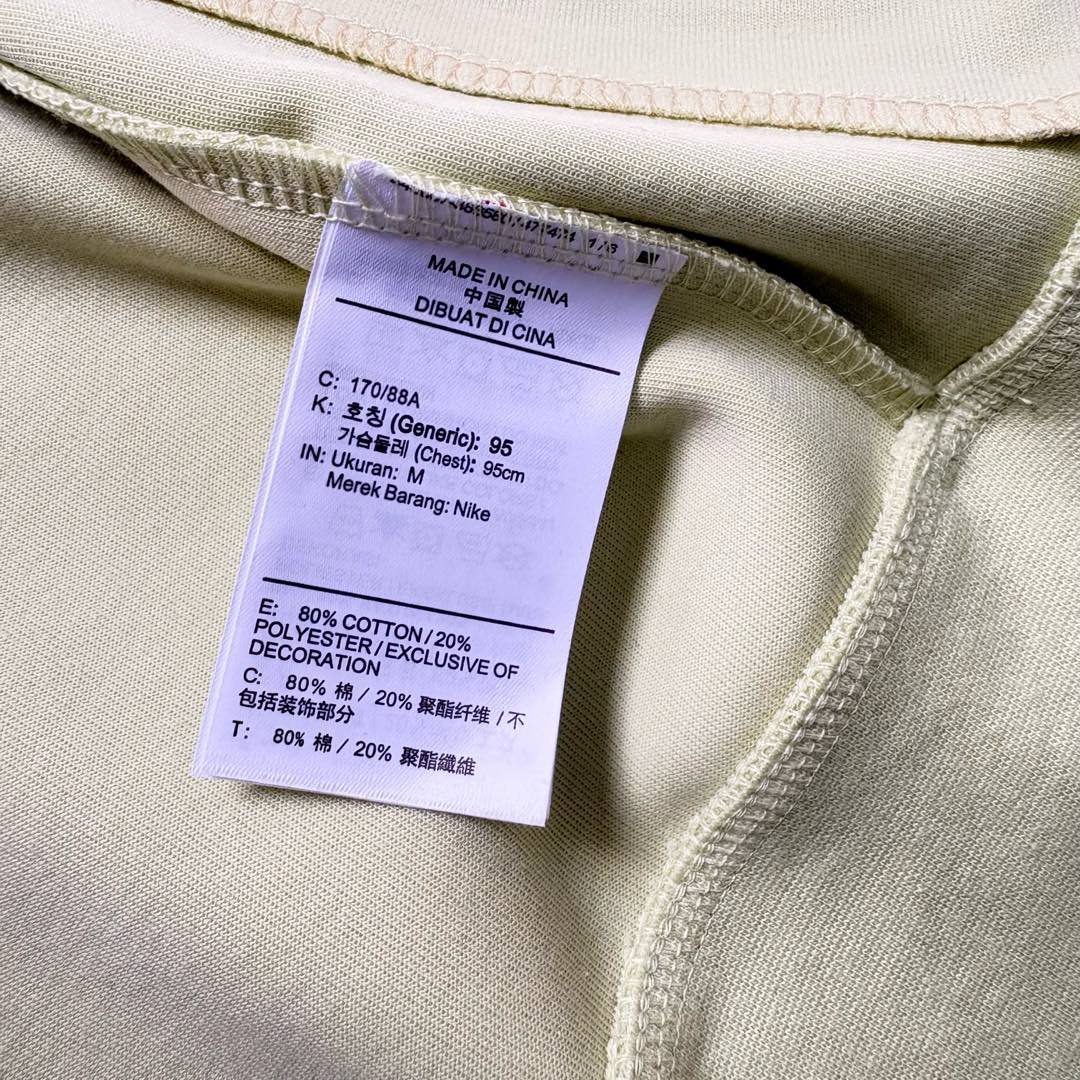 MADE IN CHINA
中国製
DIBUAT DI CINA
C: 170/88A
K: 호칭 (Generic): 95
가슴둘레 (Chest): 95cm
IN: Ukuran: M
Merek Barang: Nike
E: 80% COTTON / 20%
POLYESTER / EXCLUSIVE OF
DECORATION
C: 80% 棉 / 20% 聚酯纤维 / 不
包括装饰部分
T: 80% 棉 / 20% 聚酯纖維